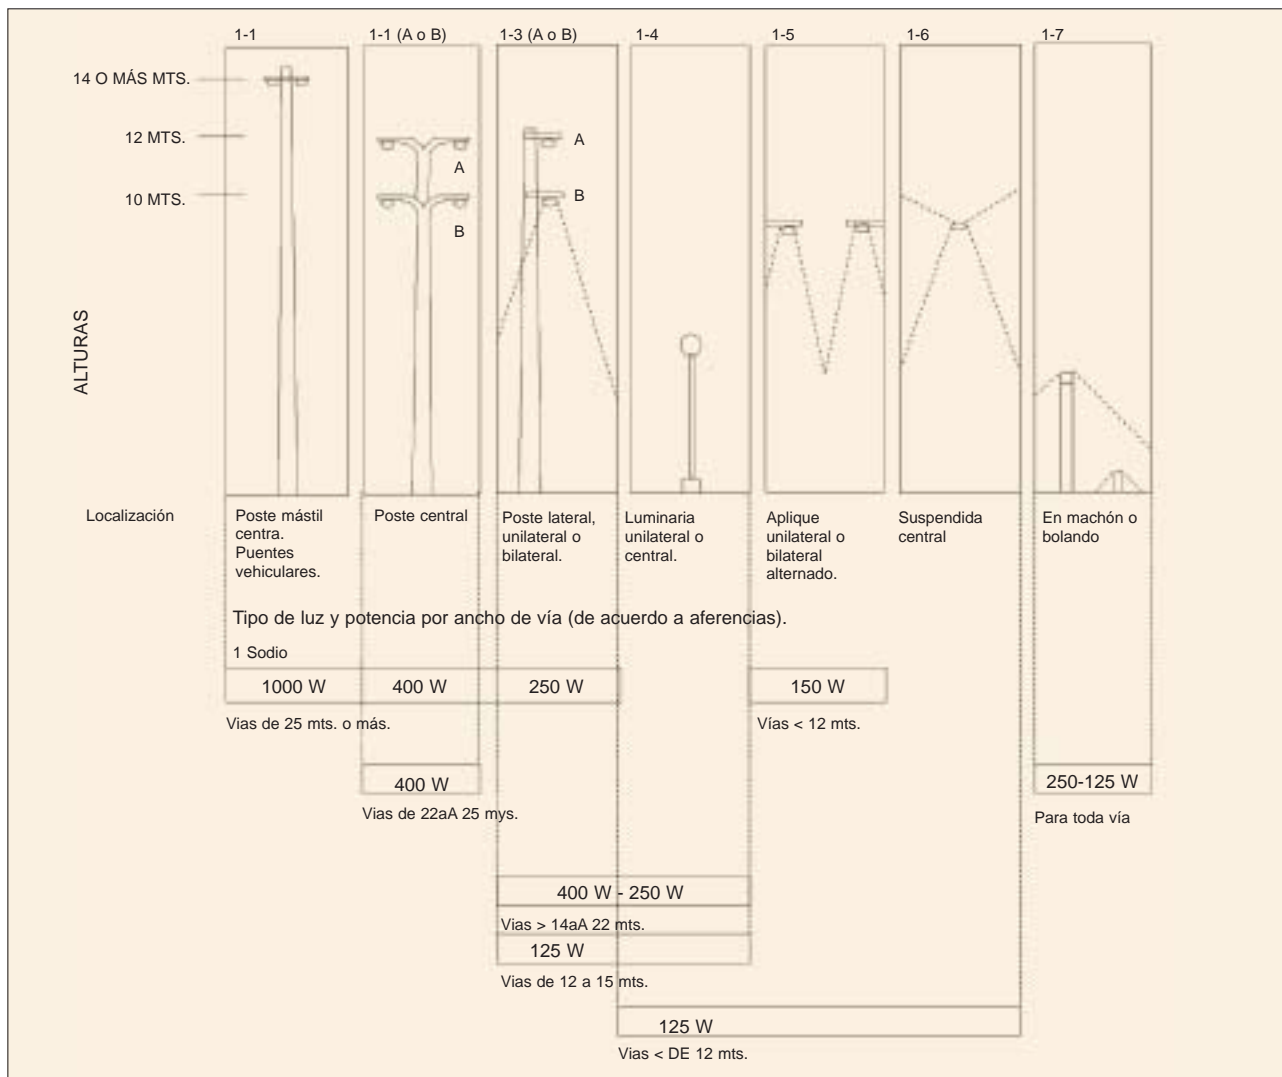 1-1
1-1 (A o B)
1-3 (A o B)
1-4
1-5
1-6
1-7
14 O MÁS MTS.
12 MTS.
10 MTS.
A
B
A
B
ALTURAS
Localización
Poste mástil
centra.
Puentes
vehiculares.
Poste central
Poste lateral,
unilateral o
bilateral.
Luminaria
unilateral o
central.
Aplique
unilateral o
bilateral
alternado.
Suspendida
central
En machón o
bolando
Tipo de luz y potencia por ancho de vía (de acuerdo a aferencias).
1 Sodio
1000 W
400 W
250 W
150 W
Vias de 25 mts. o más.
Vías < 12 mts.
400 W
250-125 W
Vias de 22aA 25 mys.
Para toda vía
400 W - 250 W
Vias > 14aA 22 mts.
125 W
Vias de 12 a 15 mts.
125 W
Vias < DE 12 mts.